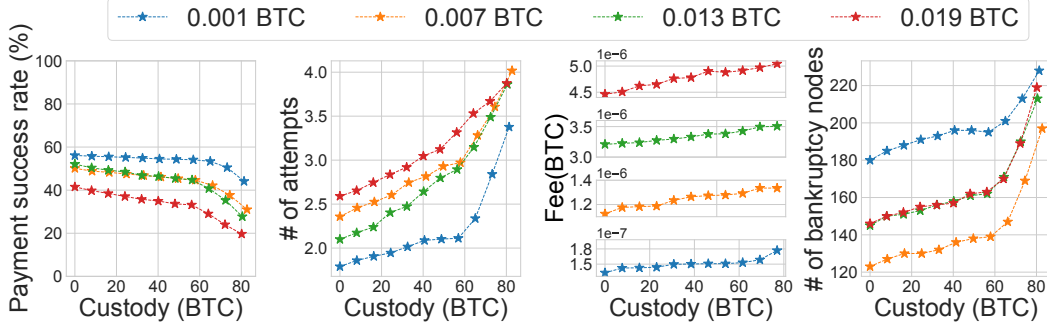 0.001 BTC 0.007 BTC 0.013 BTC 0.019 BTC
Payment success rate (%)
100
80
60
40
20
0
0 20 40 60 80
Custody (BTC)
# of attempts
4.0
3.5
3.0
2.5
2.0
0 20 40 60 80
Custody (BTC)
Fee(BTC)
1e-6
5.0
4.5
1e-6
3.5
3.0
1e-6
1.2
1e-7
1.8
1.5
0 20 40 60 80
Custody (BTC)
# of bankruptcy nodes
220
200
180
160
140
120
0 20 40 60 80
Custody (BTC)